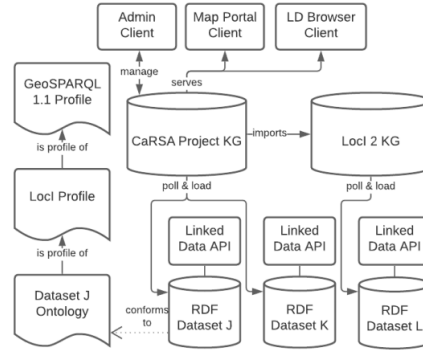 Admin
Client
Map Portal
Client
LD Browser
Client
manage
serves
GeoSPARQL
1.1 Profile
CaRSA Project KG
imports
LocI 2 KG
is profile of
poll & load
poll & load
LocI Profile
Linked
Data API
Linked
Data API
Linked
Data API
is profile of
Dataset J
Ontology
conforms
to
RDF
Dataset J
RDF
Dataset K
RDF
Dataset L